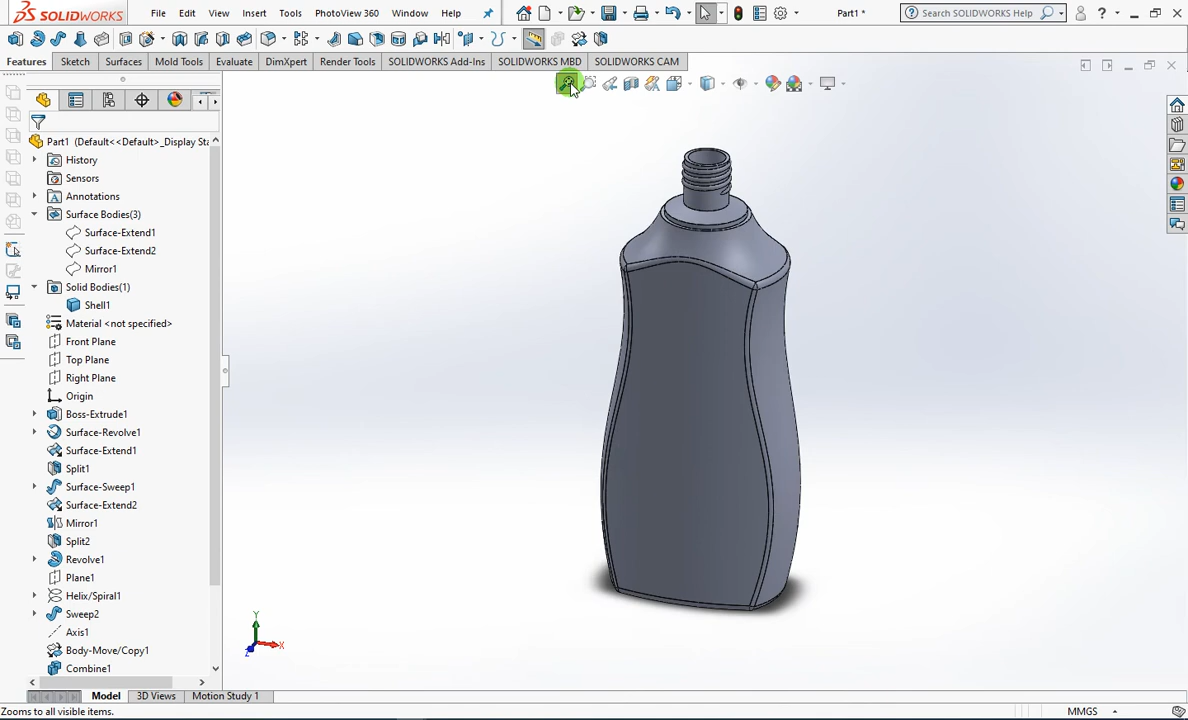 SOLIDWORKS File Edit View Insert Tools PhotoView 360 Window Help Part1 * Search SOLIDWORKS Help
Features Sketch Surfaces Mold Tools Evaluate DimXpert Render Tools SOLIDWORKS Add-Ins SOLIDWORKS MBD SOLIDWORKS CAM
Part1 (Default<<Default>_Display Sta
History
Sensors
Annotations
Surface Bodies(3)
Surface-Extend1
Surface-Extend2
Mirror1
Solid Bodies(1)
Shell1
Material <not specified>
Front Plane
Top Plane
Right Plane
Origin
Boss-Extrude1
Surface-Revolve1
Surface-Extend1
Split1
Surface-Sweep1
Surface-Extend2
Mirror1
Split2
Revolve1
Plane1
Helix/Spiral1
Sweep2
Axis1
Body-Move/Copy1
Combine1
Y
X
Z
Model 3D Views Motion Study 1
Zooms to all visible items. MMGS